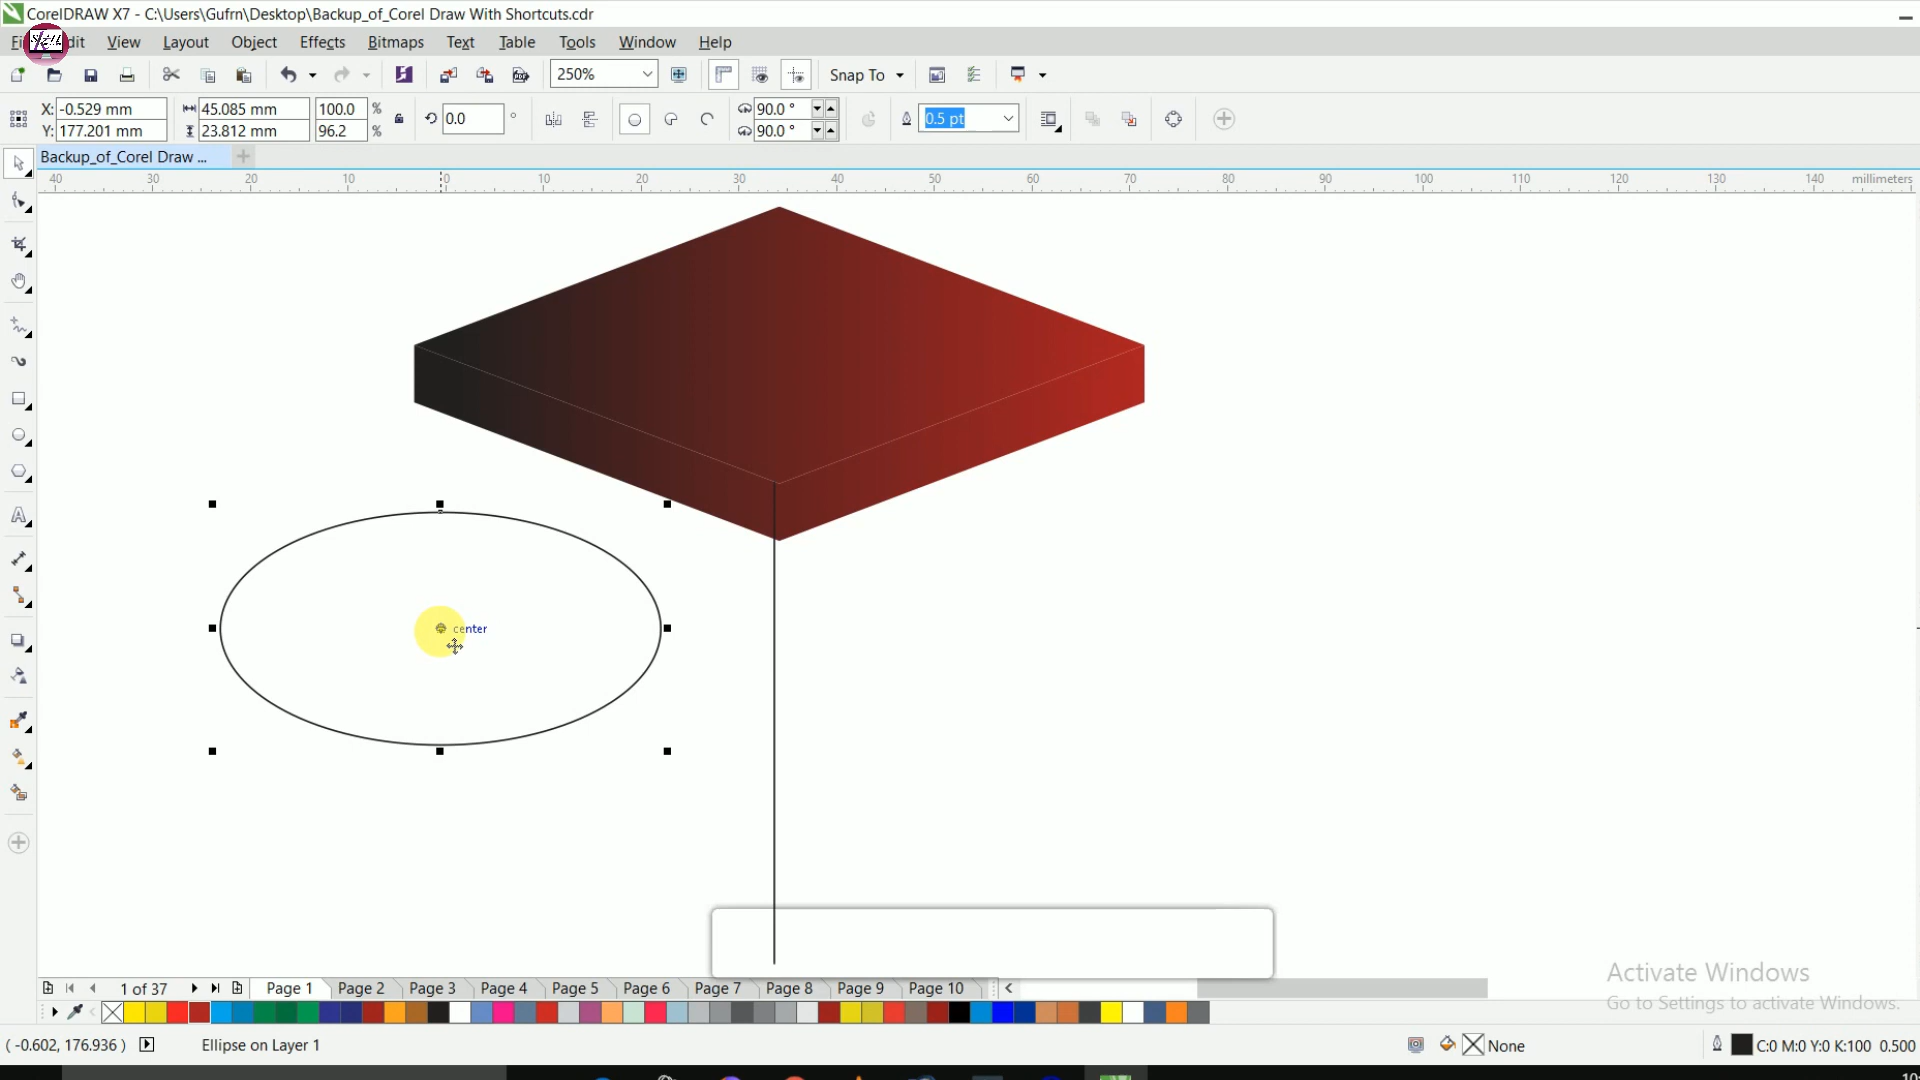 CorelDRAW X7 - C:\Users\Gufrn\Desktop\Backup_of_Corel Draw With Shortcuts.cdr
View Layout Object Effects Bitmaps Text Table Tools Window Help
250% Snap To
X: -0.529 mm 45.085 mm 100.0 % 0.0 ° 90.0 ° 0.5 pt
Y: 177.201 mm 23.812 mm 96.2 % 90.0 °
Backup_of_Corel Draw ...
40 30 20 10 0 10 20 30 40 50 60 70 80 90 100 110 120 130 140 millimeters
center
Activate Windows
Go to Settings to activate Windows.
1 of 37 Page 1 Page 2 Page 3 Page 4 Page 5 Page 6 Page 7 Page 8 Page 9 Page 10
( -0.602, 176.936 ) Ellipse on Layer 1 None C:0 M:0 Y:0 K:100 0.500